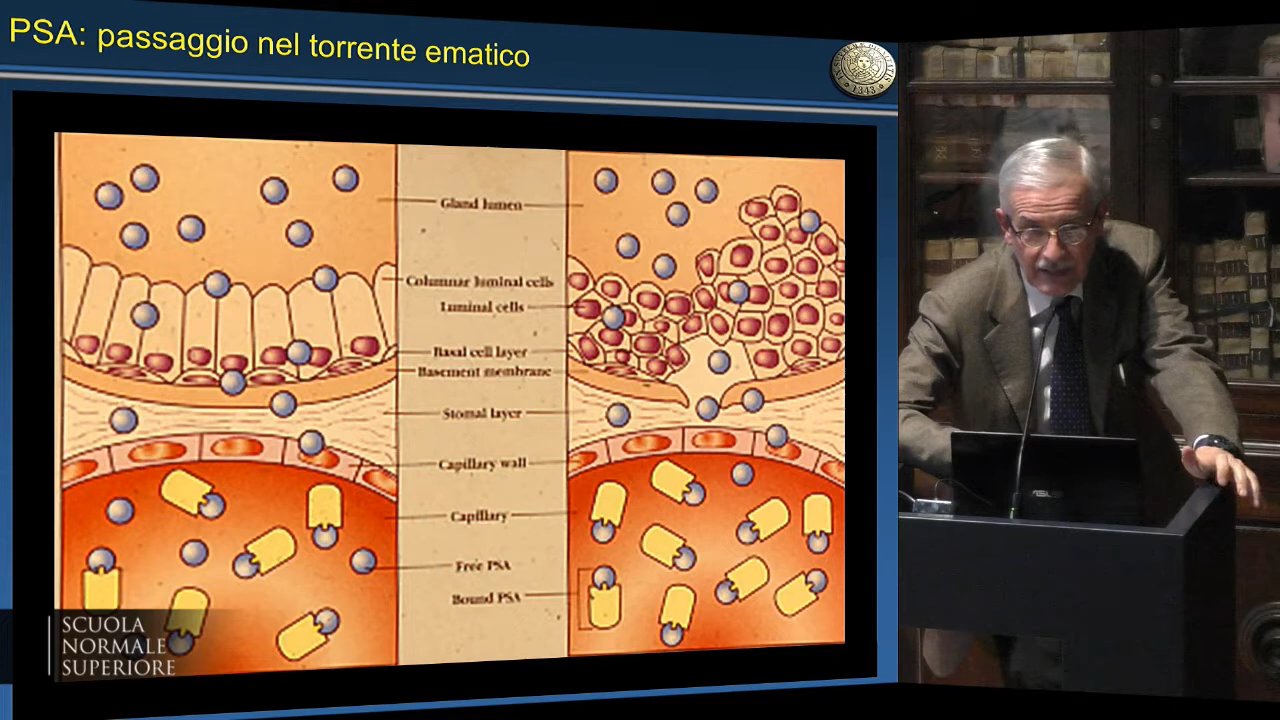 PSA: passaggio nel torrente ematico
1343
Gland lumen
Columnar luminal cells
Luminal cells
Basal cell layer
Basement membrane
Stomal layer
Capillary wall
Capillary
Free PSA
Bound PSA
SCUOLA
NORMALE
SUPERIORE